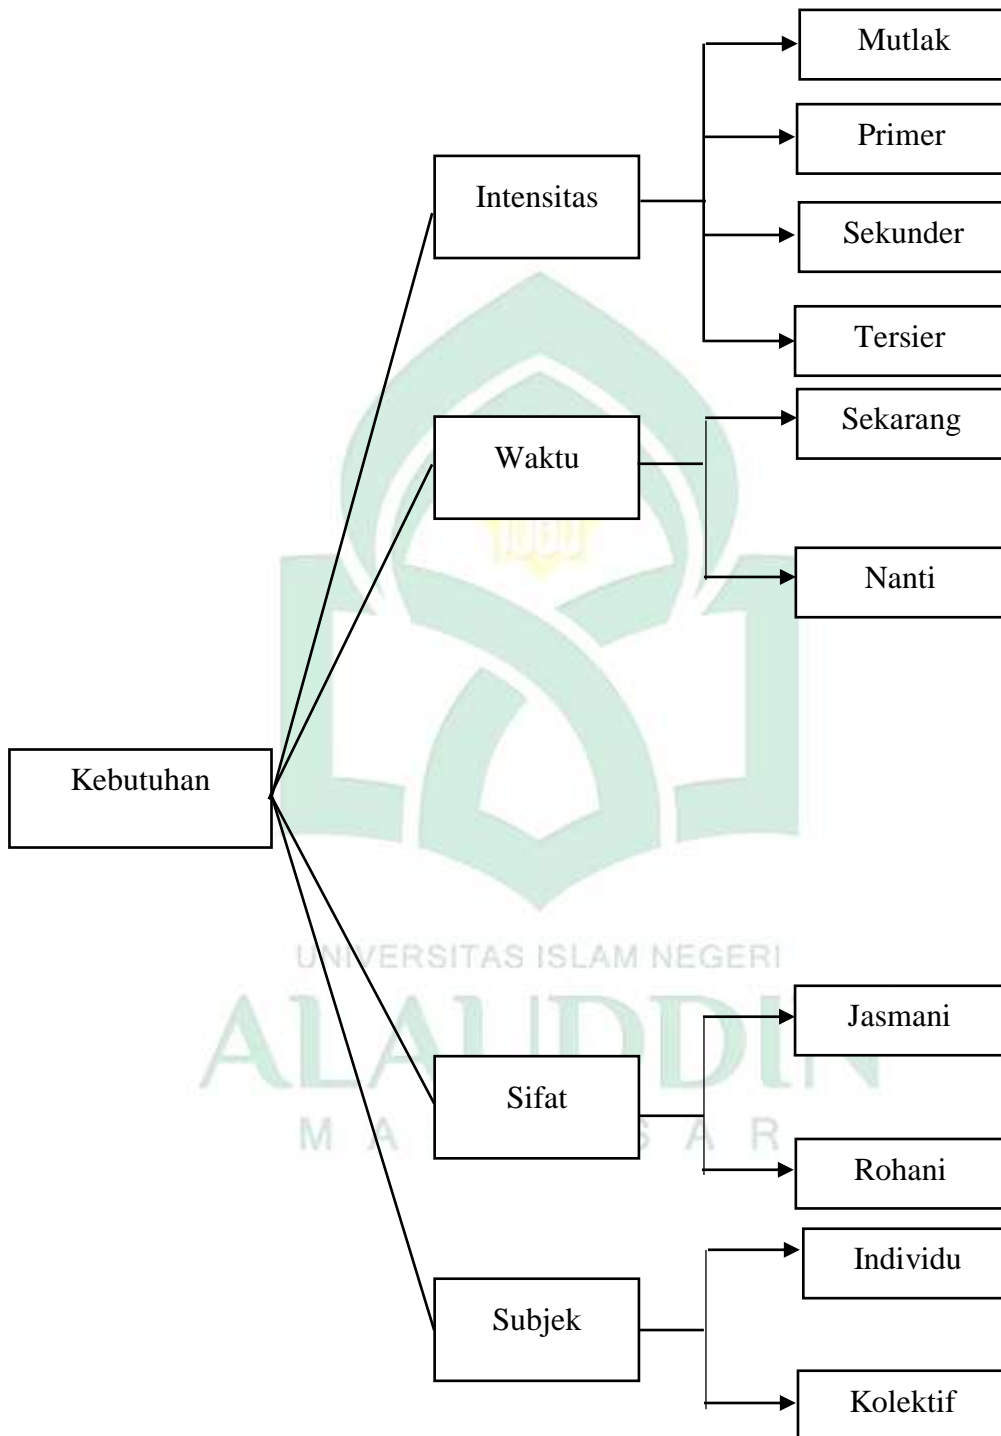 Mutlak
Primer
Intensitas
Sekunder
Tersier
Sekarang
Waktu
Nanti
Kebutuhan
UNIVERSITAS ISLAM NEGERI
ALAUDDIN
Jasmani
Sifat
Rohani
Individu
Subjek
Kolektif